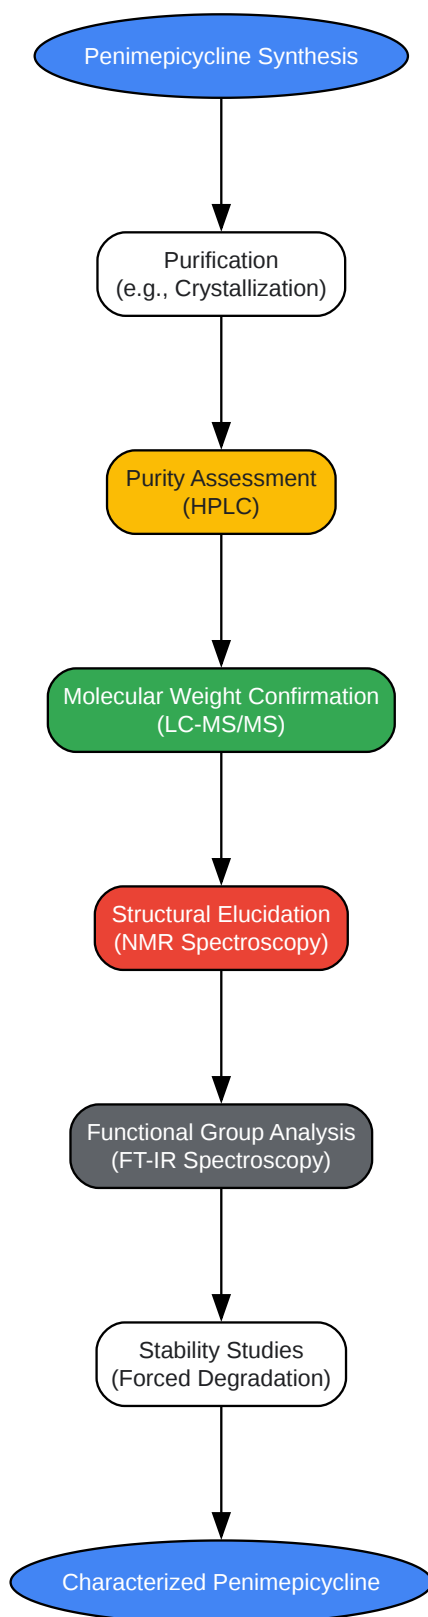 Penimepicycline Synthesis
Purification
(e.g., Crystallization)
Purity Assessment
(HPLC)
Molecular Weight Confirmation
(LC-MS/MS)
Structural Elucidation
(NMR Spectroscopy)
Functional Group Analysis
(FT-IR Spectroscopy)
Stability Studies
(Forced Degradation)
Characterized Penimepicycline